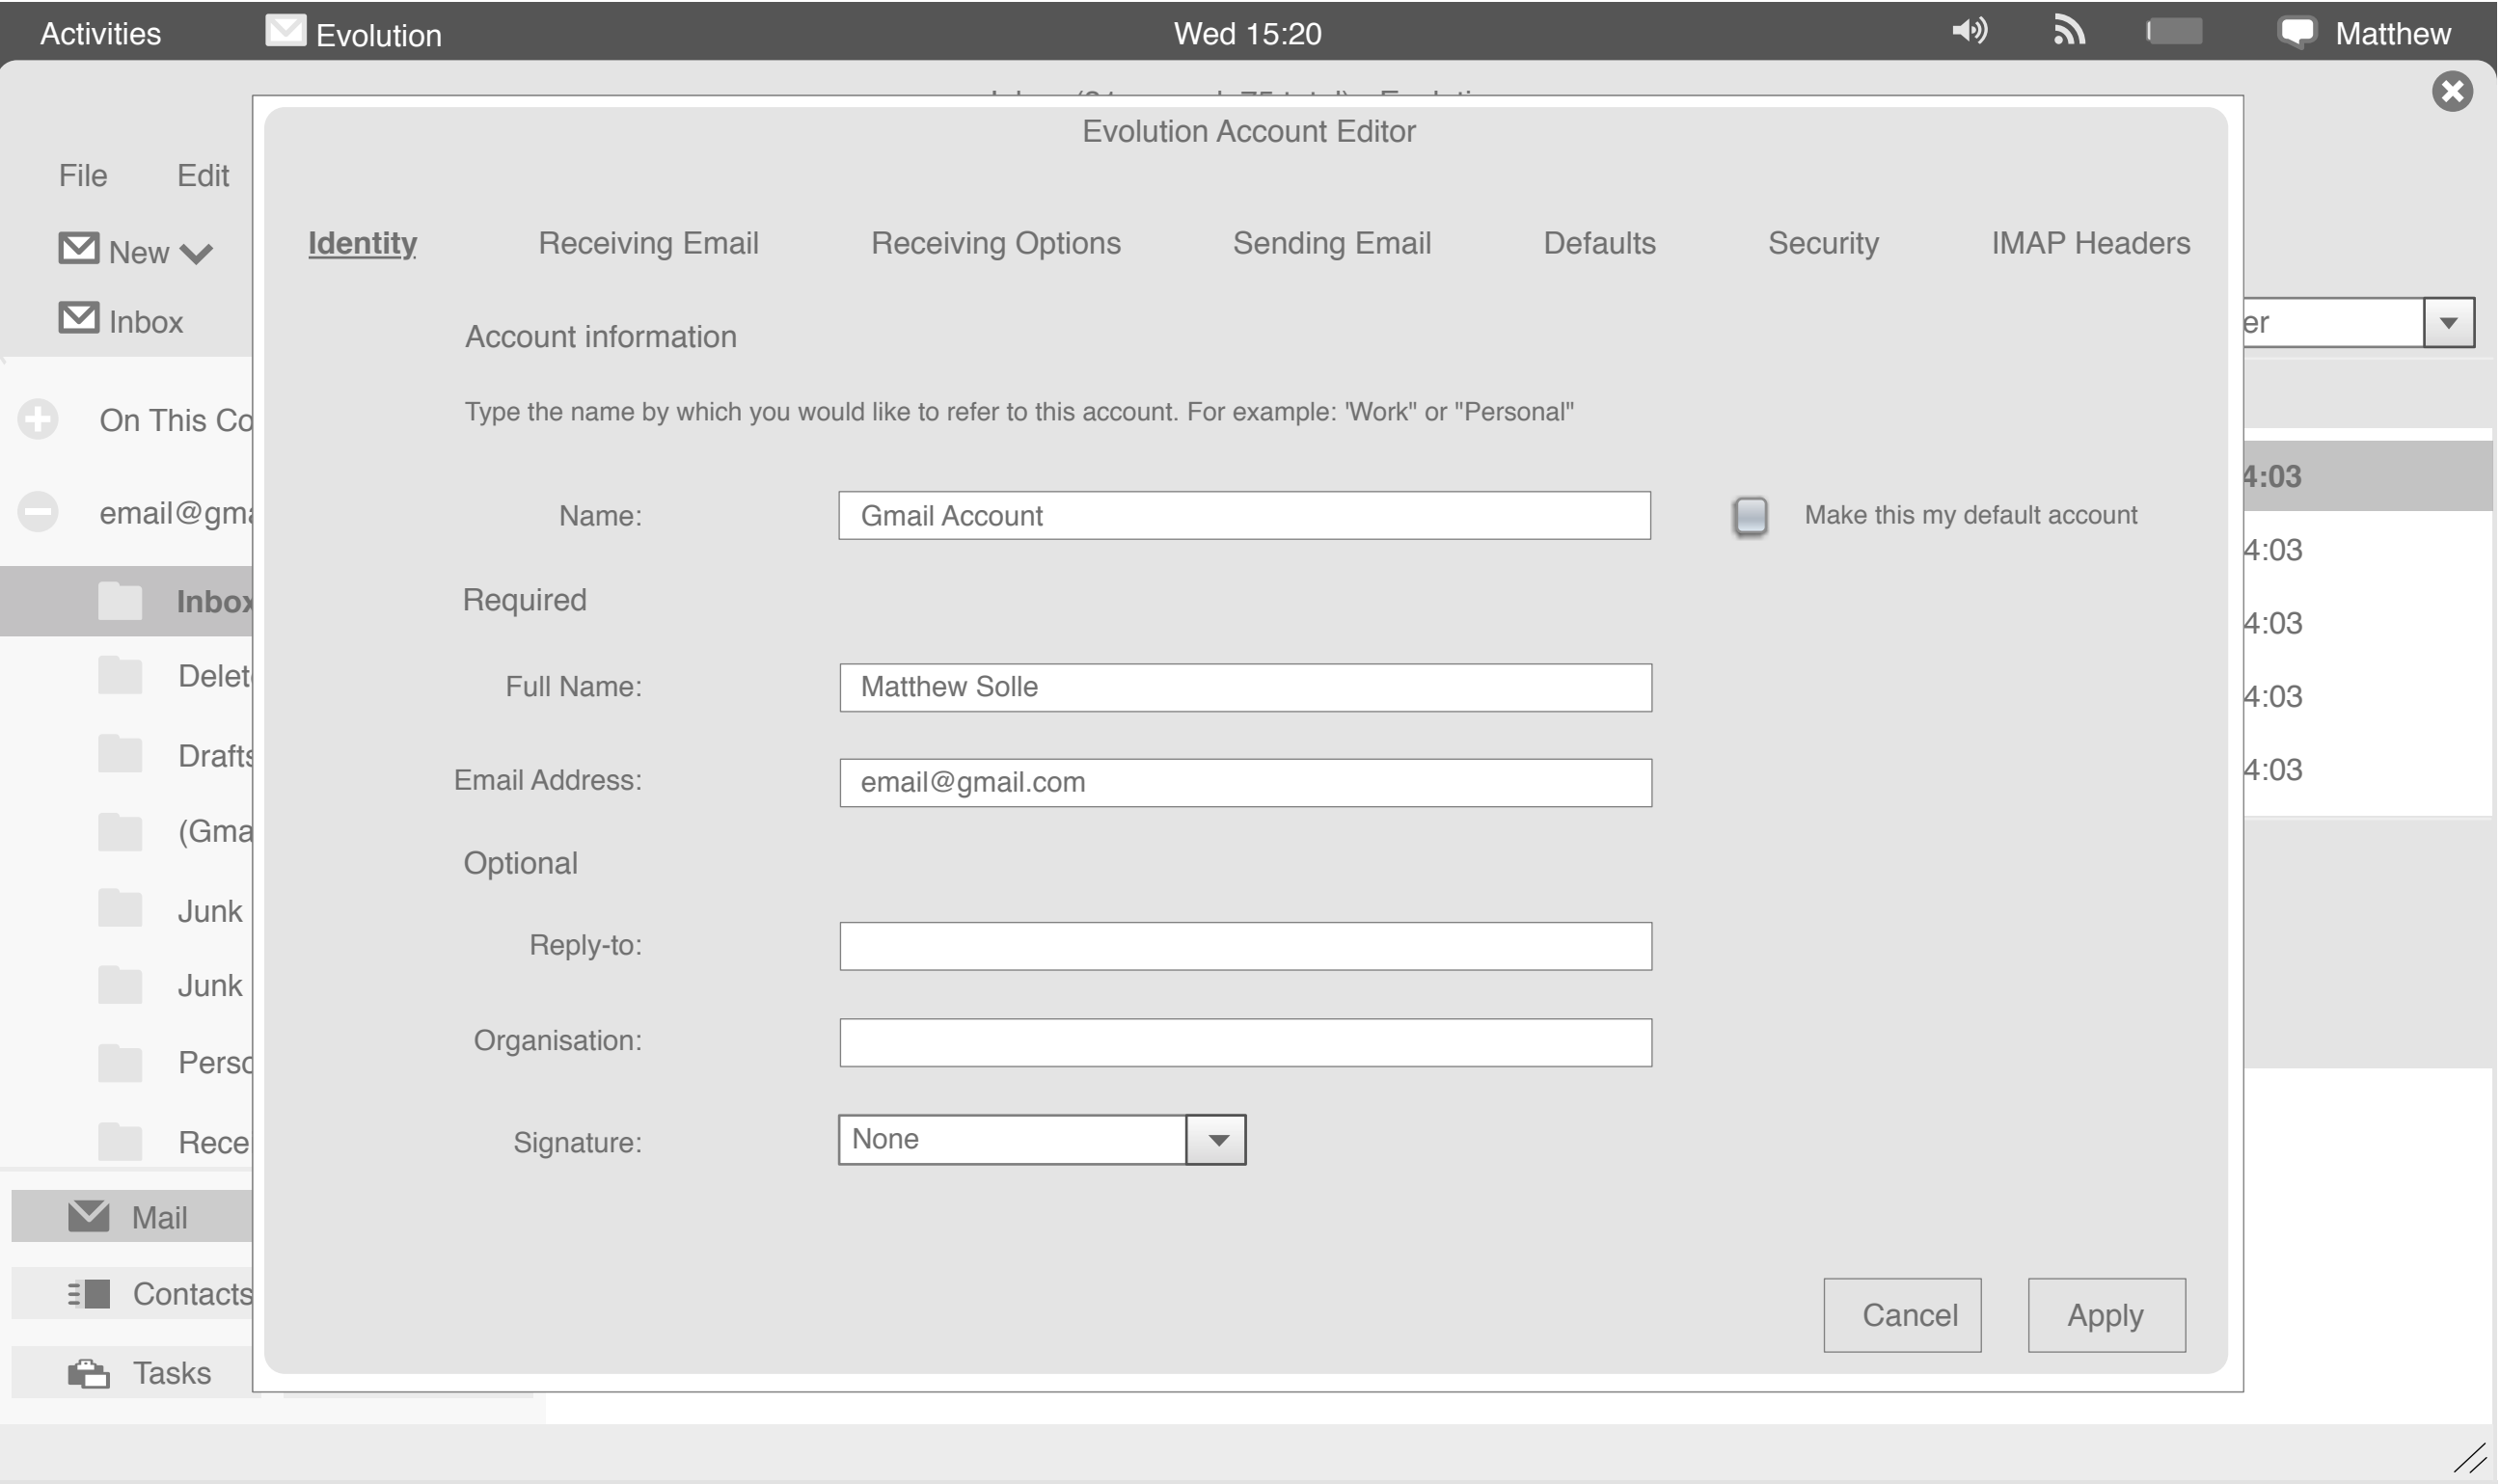 Activities Evolution Wed 15:20 Matthew
Evolution Account Editor
File Edit
Identity Receiving Email Receiving Options Sending Email Defaults Security IMAP Headers
New
Inbox
er
Account information
Type the name by which you would like to refer to this account. For example: 'Work" or "Personal"
On This Co
4:03
email@gma
Name: Gmail Account Make this my default account
4:03
Inbox
Required
4:03
Delet
Full Name: Matthew Solle
4:03
Drafts
Email Address: email@gmail.com
4:03
(Gma
Optional
Junk
Reply-to:
Junk
Organisation:
Perso
Signature: None
Rece
Mail
Contacts
Cancel Apply
Tasks